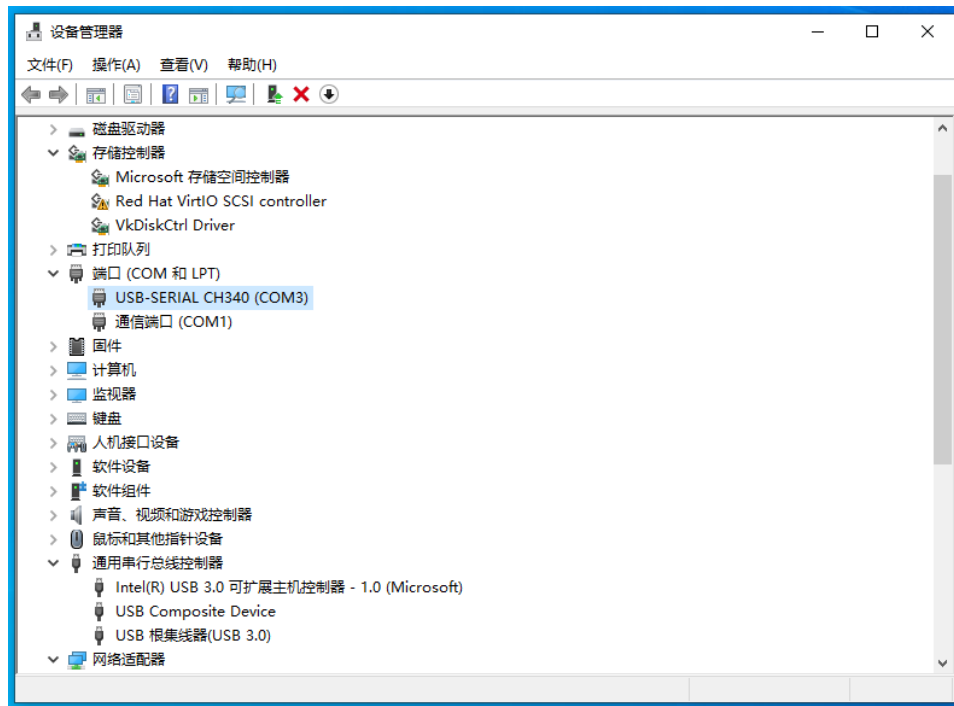 设备管理器
文件(F) 操作(A) 查看(V) 帮助(H)
磁盘驱动器
存储控制器
Microsoft 存储空间控制器
Red Hat VirtIO SCSI controller
VkDiskCtrl Driver
打印队列
端口 (COM 和 LPT)
USB-SERIAL CH340 (COM3)
通信端口 (COM1)
固件
计算机
监视器
键盘
人机接口设备
软件设备
软件组件
声音、视频和游戏控制器
鼠标和其他指针设备
通用串行总线控制器
Intel(R) USB 3.0 可扩展主机控制器 - 1.0 (Microsoft)
USB Composite Device
USB 根集线器(USB 3.0)
网络适配器